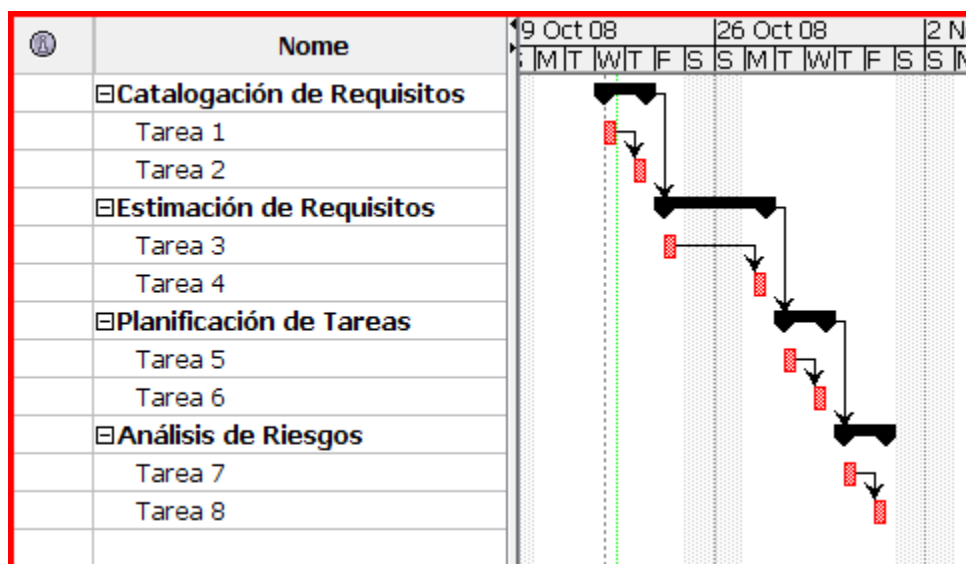 Nome
9 Oct 08 26 Oct 08 2 N
M T W T F S S M T W T F S S M
Catalogación de Requisitos
Tarea 1
Tarea 2
Estimación de Requisitos
Tarea 3
Tarea 4
Planificación de Tareas
Tarea 5
Tarea 6
Análisis de Riesgos
Tarea 7
Tarea 8